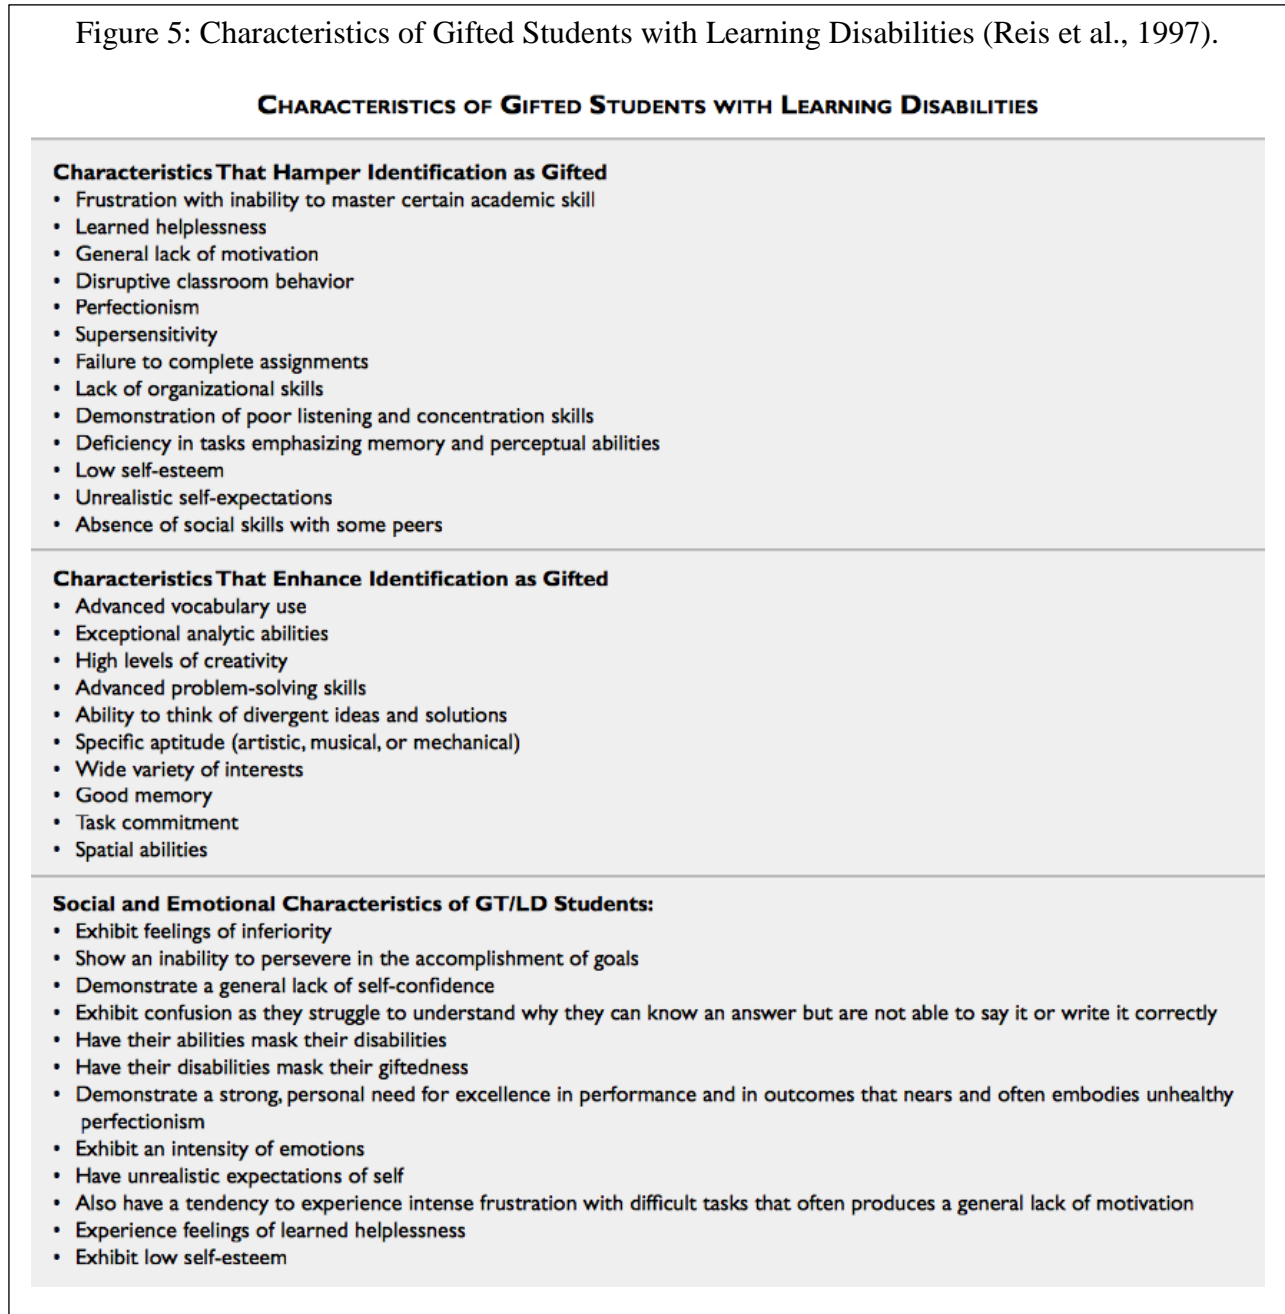 Figure 5: Characteristics of Gifted Students with Learning Disabilities (Reis et al., 1997).
CHARACTERISTICS OF GIFTED STUDENTS WITH LEARNING DISABILITIES
Characteristics That Hamper Identification as Gifted
• Frustration with inability to master certain academic skill
• Learned helplessness
• General lack of motivation
• Disruptive classroom behavior
• Perfectionism
• Supersensitivity
• Failure to complete assignments
• Lack of organizational skills
• Demonstration of poor listening and concentration skills
• Deficiency in tasks emphasizing memory and perceptual abilities
• Low self-esteem
• Unrealistic self-expectations
• Absence of social skills with some peers
Characteristics That Enhance Identification as Gifted
• Advanced vocabulary use
• Exceptional analytic abilities
• High levels of creativity
• Advanced problem-solving skills
• Ability to think of divergent ideas and solutions
• Specific aptitude (artistic, musical, or mechanical)
• Wide variety of interests
• Good memory
• Task commitment
• Spatial abilities
Social and Emotional Characteristics of GT/LD Students:
• Exhibit feelings of inferiority
• Show an inability to persevere in the accomplishment of goals
• Demonstrate a general lack of self-confidence
• Exhibit confusion as they struggle to understand why they can know an answer but are not able to say it or write it correctly
• Have their abilities mask their disabilities
• Have their disabilities mask their giftedness
• Demonstrate a strong, personal need for excellence in performance and in outcomes that nears and often embodies unhealthy
perfectionism
• Exhibit an intensity of emotions
• Have unrealistic expectations of self
• Also have a tendency to experience intense frustration with difficult tasks that often produces a general lack of motivation
• Experience feelings of learned helplessness
• Exhibit low self-esteem